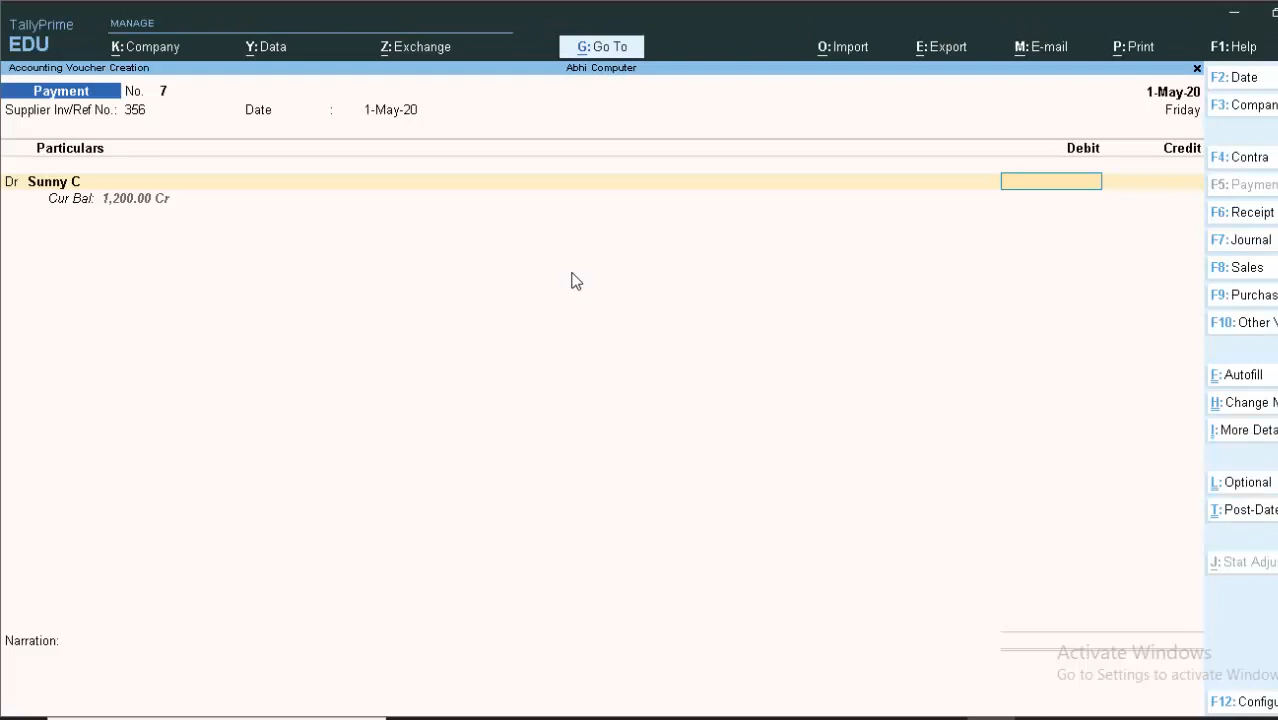 TallyPrime
EDU
MANAGE
K: Company
Y: Data
Z: Exchange
G: Go To
O: Import
E: Export
M: E-mail
P: Print
F1: Help
Accounting Voucher Creation
Abhi Computer
Payment No. 7
1-May-20
Supplier Inv/Ref No.: 356 Date : 1-May-20
Friday
Particulars Debit Credit
Dr Sunny C
Cur Bal: 1,200.00 Cr
Narration:
F2: Date
F3: Compan
F4: Contra
F5: Paymen
F6: Receipt
F7: Journal
F8: Sales
F9: Purchas
F10: Other V
F: Autofill
H: Change M
I: More Deta
L: Optional
T: Post-Date
J: Stat Adju
F12: Configu
Activate Windows
Go to Settings to activate Window